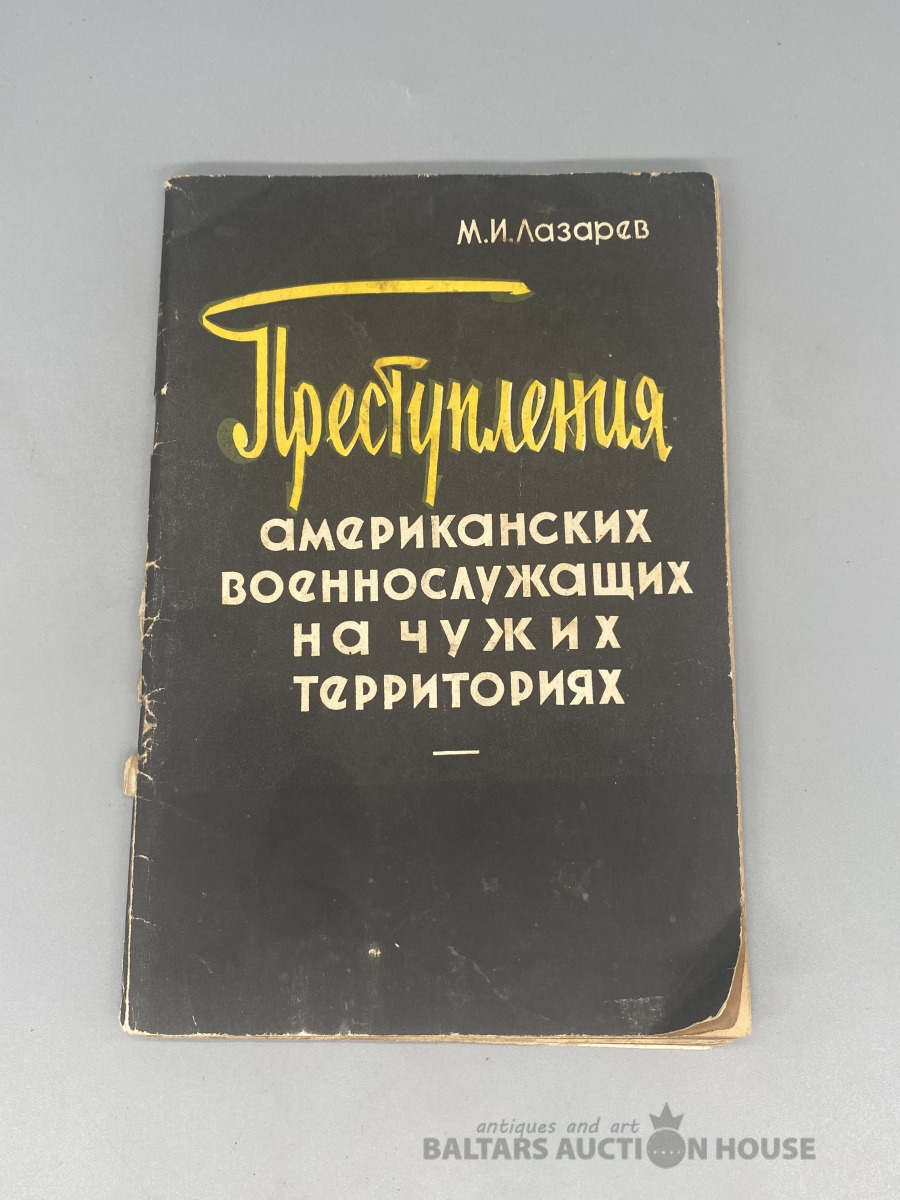 М.И.Лазарев
Преступления
американских
военнослужащих
на чужих
территориях
antiques and art
BALTARS AUCTION HOUSE